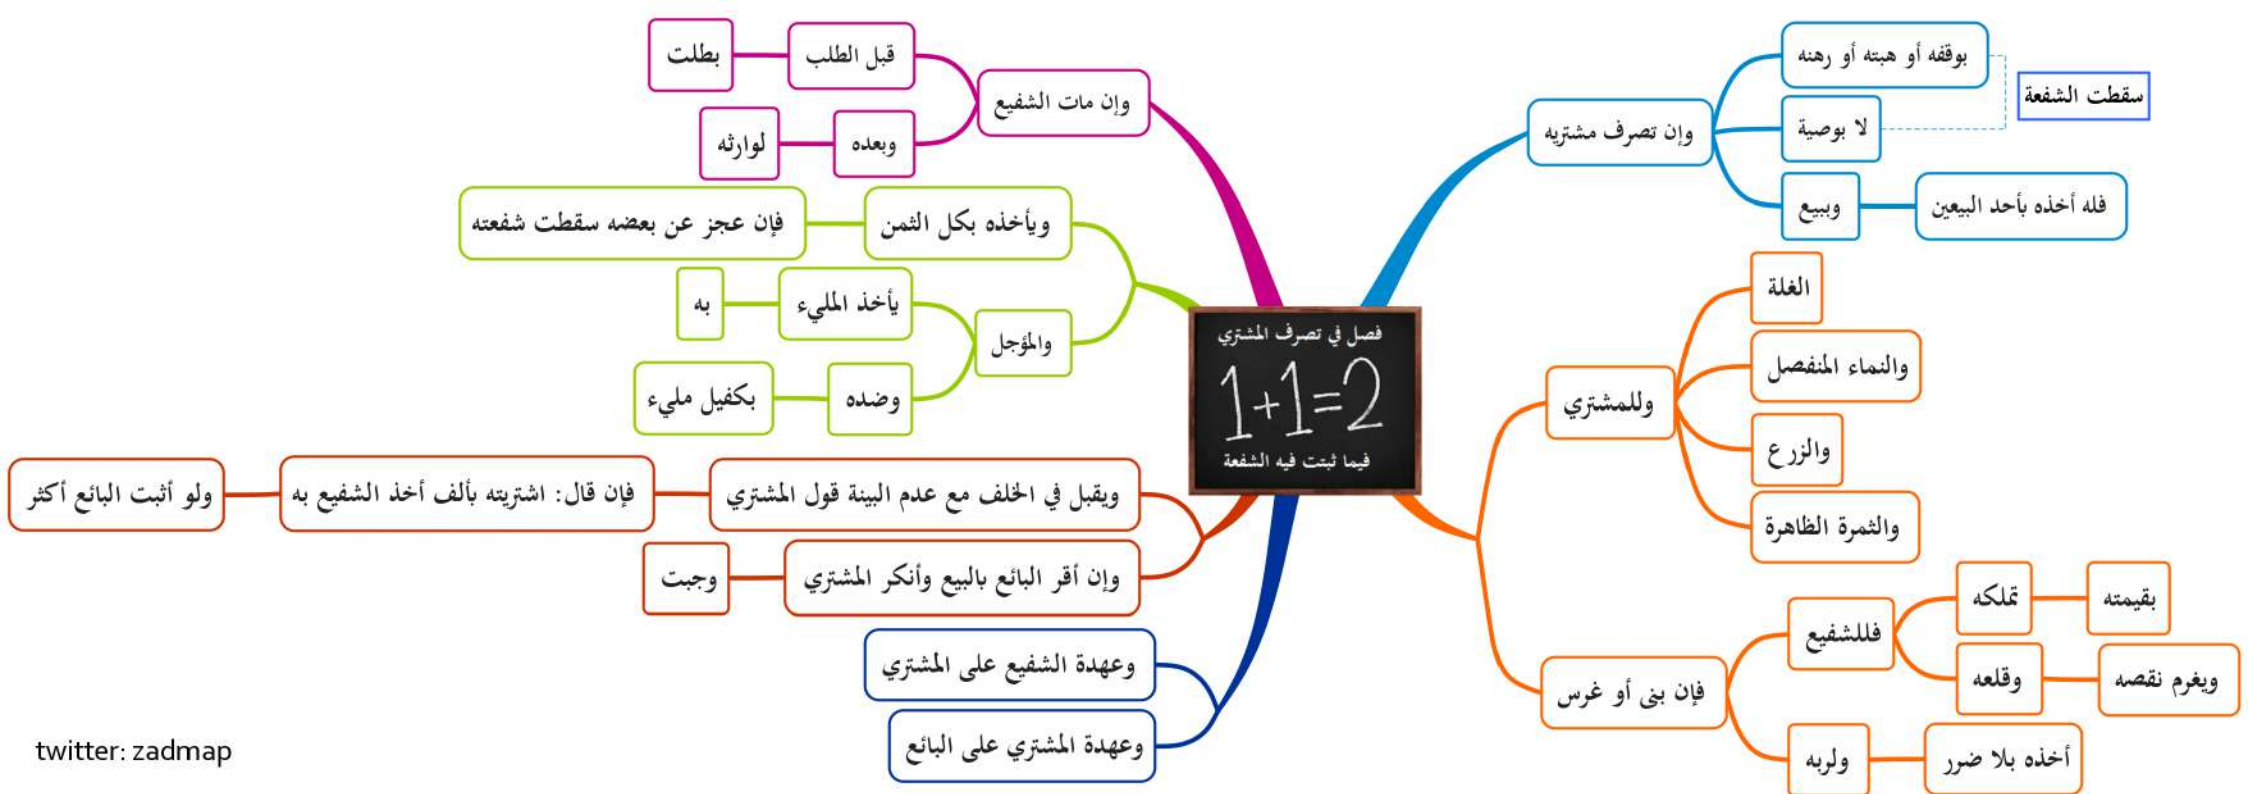 فصل في تصرف المشتري
1+1=2
فيما ثبتت فيه الشفعة
وإن تصرف مشتريه
بوقفه أو هبته أو رهنه
سقطت الشفعة
لا بوصية
وببيع
فله أخذه بأحد البيعين
وللمشتري
الغلة
والنماء المنفصل
والزرع
والثمرة الظاهرة
فإن بنى أو غرس
فللشفيع
تملكه
بقيمته
وقلعه
ويغرم نقصه
ولربه
أخذه بلا ضرر
وإن مات الشفيع
قبل الطلب
بطلت
وبعده
لوارثه
ويأخذه بكل الثمن
فإن عجز عن بعضه سقطت شفعته
والمؤجل
يأخذ المليء
به
وضده
بكفيل مليء
ويقبل في الخلف مع عدم البينة قول المشتري
فإن قال: اشتريته بألف أخذ الشفيع به
ولو أثبت البائع أكثر
وإن أقر البائع بالبيع وأنكر المشتري
وجبت
وعهدة الشفيع على المشتري
وعهدة المشتري على البائع
twitter: zadmap